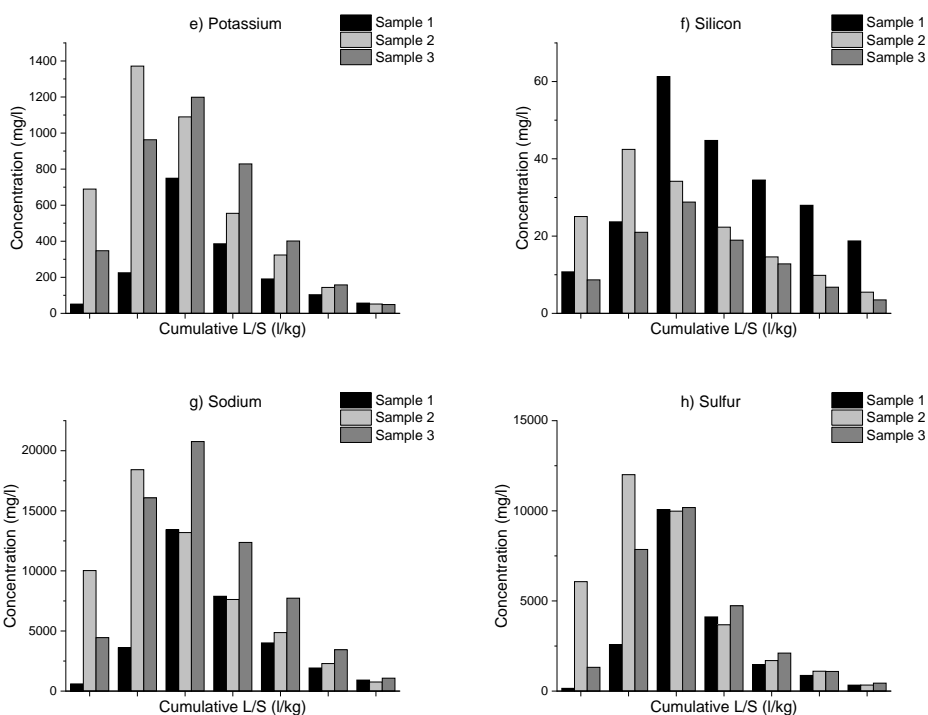 e) Potassium
Sample 1
Sample 2
Sample 3
1400
1200
1000
800
600
400
200
0
Concentration (mg/l)
Cumulative L/S (l/kg)
f) Silicon
Sample 1
Sample 2
Sample 3
60
40
20
0
Concentration (mg/l)
Cumulative L/S (l/kg)
g) Sodium
Sample 1
Sample 2
Sample 3
20000
15000
10000
5000
0
Concentration (mg/l)
Cumulative L/S (l/kg)
h) Sulfur
Sample 1
Sample 2
Sample 3
15000
10000
5000
0
Concentration (mg/l)
Cumulative L/S (l/kg)